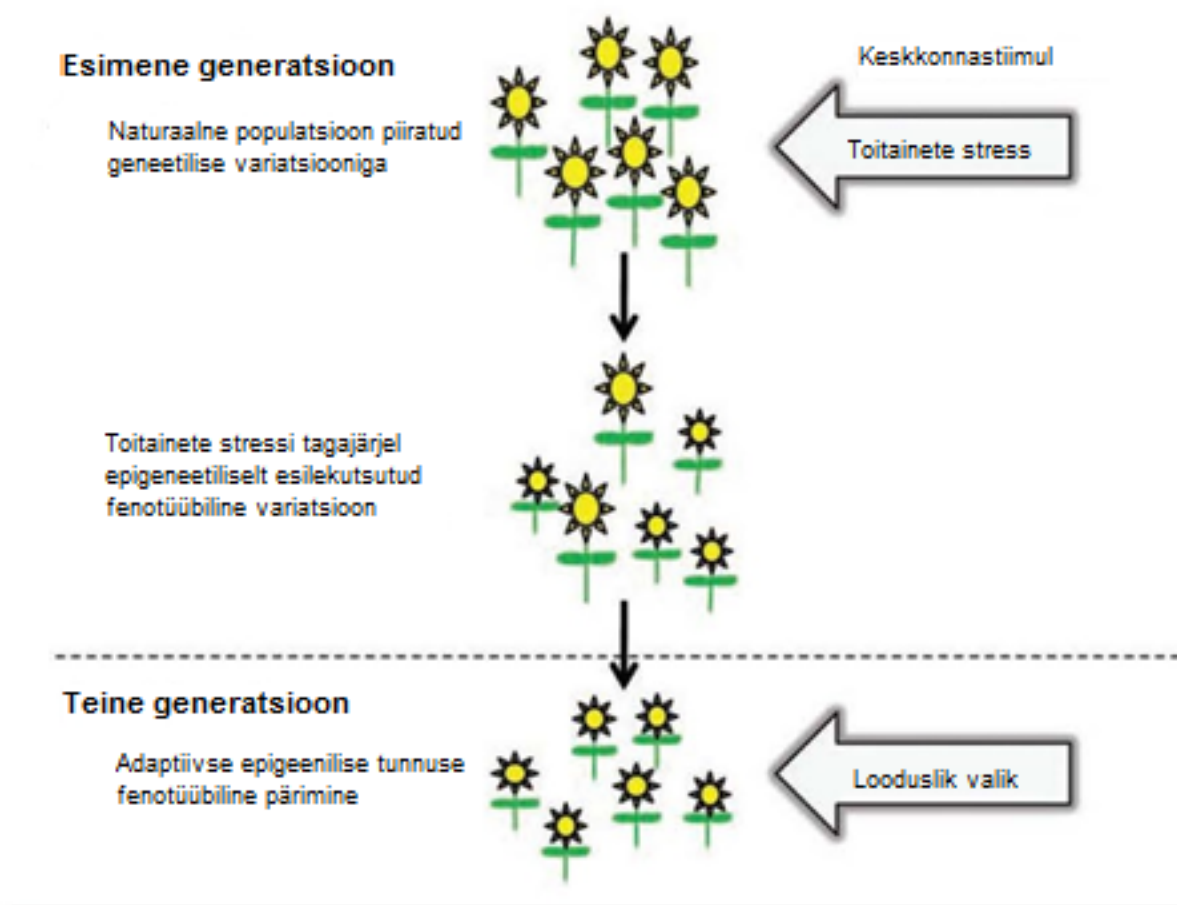 Esimene generatsioon
Keskkonnastiimul
Naturaalne populatsioon piiratud
geneetilise variatsiooniga
Toitainete stress
Toitainete stressi tagajärjel
epigeneetiliselt esilekutsutud
fenotüübiline variatsioon
Teine generatsioon
Adaptiivse epigeenilise tunnuse
fenotüübiline pärimine
Looduslik valik